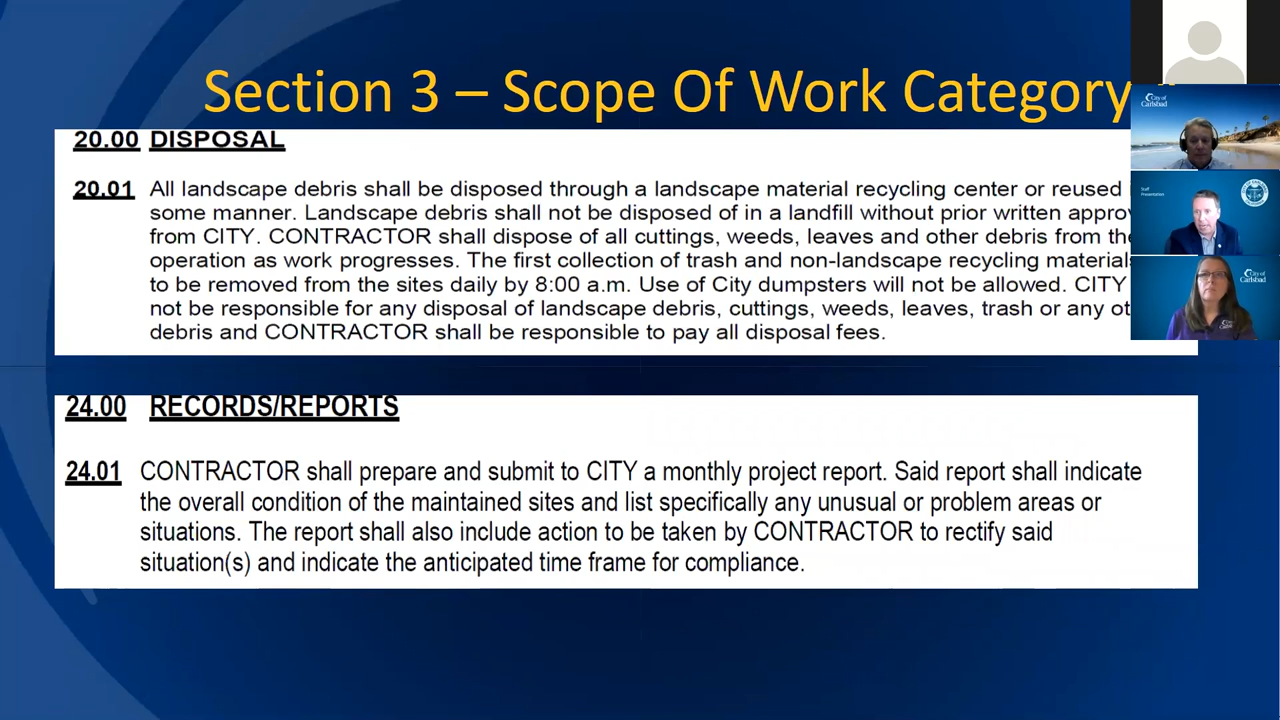 Section 3 – Scope Of Work Category
20.00 DISPOSAL
20.01 All landscape debris shall be disposed through a landscape material recycling center or reused
some manner. Landscape debris shall not be disposed of in a landfill without prior written
from CITY. CONTRACTOR shall dispose of all cuttings, weeds, leaves and other debris from
operation as work progresses. The first collection of trash and non-landscape recycling
to be removed from the sites daily by 8:00 a.m. Use of City dumpsters will not be allowed. CITY
not be responsible for any disposal of landscape debris, cuttings, weeds, leaves, trash or any
debris and CONTRACTOR shall be responsible to pay all disposal fees.
24.00 RECORDS/REPORTS
24.01 CONTRACTOR shall prepare and submit to CITY a monthly project report. Said report shall indicate
the overall condition of the maintained sites and list specifically any unusual or problem areas or
situations. The report shall also include action to be taken by CONTRACTOR to rectify said
situation(s) and indicate the anticipated time frame for compliance.
City of
Carlsbad
Staff
Presentation
City of
Carlsbad